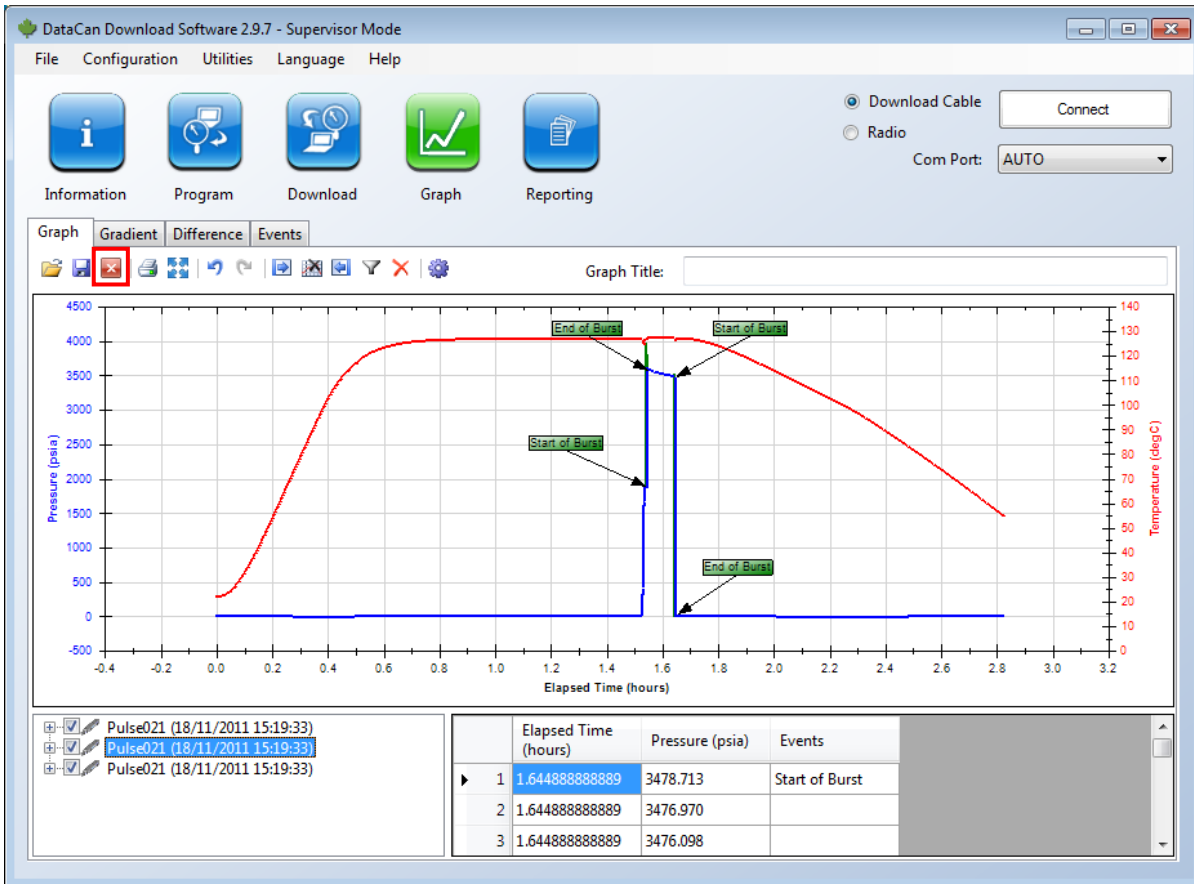 DataCan Download Software 2.9.7 - Supervisor Mode
File Configuration Utilities Language Help
Information Program Download Graph Reporting
Download Cable
Radio
Connect
Com Port: AUTO
Graph Gradient Difference Events
Graph Title:
4500
4000
3500
3000
2500
2000
1500
1000
500
0
-500
Pressure (psia)
End of Burst
Start of Burst
Start of Burst
End of Burst
140
130
120
110
100
90
80
70
60
50
40
30
20
10
0
Temperature (degC)
-0.4 -0.2 0.0 0.2 0.4 0.6 0.8 1.0 1.2 1.4 1.6 1.8 2.0 2.2 2.4 2.6 2.8 3.0 3.2
Elapsed Time (hours)
Pulse021 (18/11/2011 15:19:33)
Pulse021 (18/11/2011 15:19:33)
Pulse021 (18/11/2011 15:19:33)
Elapsed Time
(hours) Pressure (psia) Events
1 1.644888888889 3478.713 Start of Burst
2 1.644888888889 3476.970
3 1.644888888889 3476.098